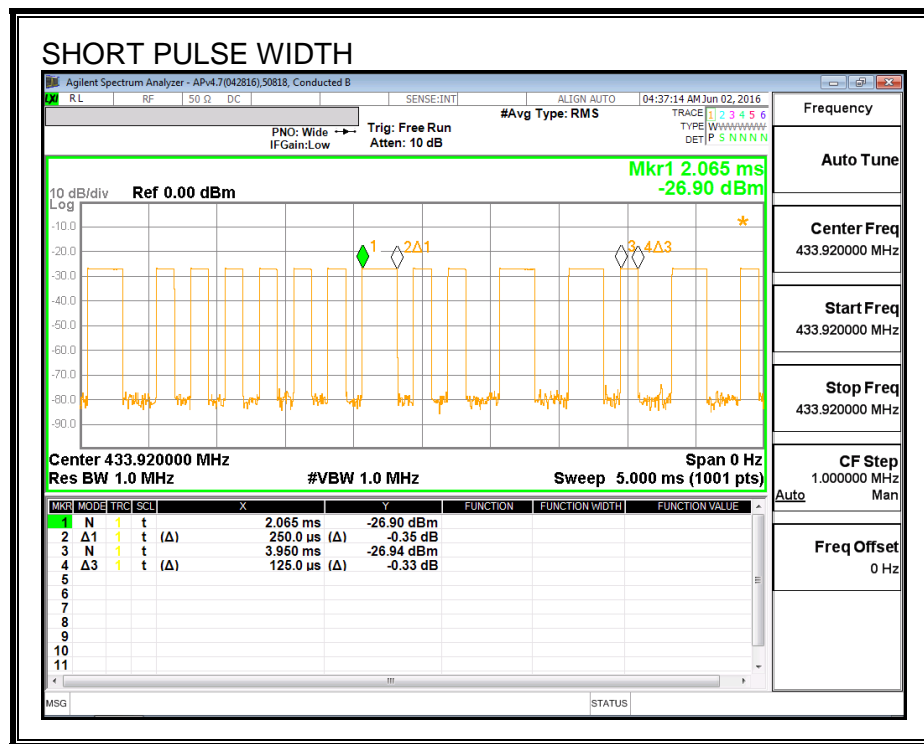 SHORT PULSE WIDTH
Agilent Spectrum Analyzer - APv4.7(042816),50818, Conducted B
LXI RL RF 50 Ω DC SENSE:INT ALIGN AUTO 04:37:14 AM Jun 02, 2016
Frequency
#Avg Type: RMS TRACE 1 2 3 4 5 6
PNO: Wide Trig: Free Run TYPE WWWWWW
IFGain:Low Atten: 10 dB DET P S N N N N
Auto Tune
Mkr1 2.065 ms
10 dB/div Ref 0.00 dBm -26.90 dBm
Log
-10.0
-20.0
-30.0
-40.0
-50.0
-60.0
-70.0
-80.0
-90.0
1 2Δ1 3 4Δ3
*
Center Freq
433.920000 MHz
Start Freq
433.920000 MHz
Stop Freq
433.920000 MHz
Center 433.920000 MHz Span 0 Hz
Res BW 1.0 MHz #VBW 1.0 MHz Sweep 5.000 ms (1001 pts)
CF Step
1.000000 MHz
Auto Man
MKR MODE TRC SCL X Y FUNCTION FUNCTION WIDTH FUNCTION VALUE
1 N 1 t 2.065 ms -26.90 dBm
2 Δ1 1 t (Δ) 250.0 µs (Δ) -0.35 dB
3 N 1 t 3.950 ms -26.94 dBm
4 Δ3 1 t (Δ) 125.0 µs (Δ) -0.33 dB
5
6
7
8
9
10
11
Freq Offset
0 Hz
MSG STATUS